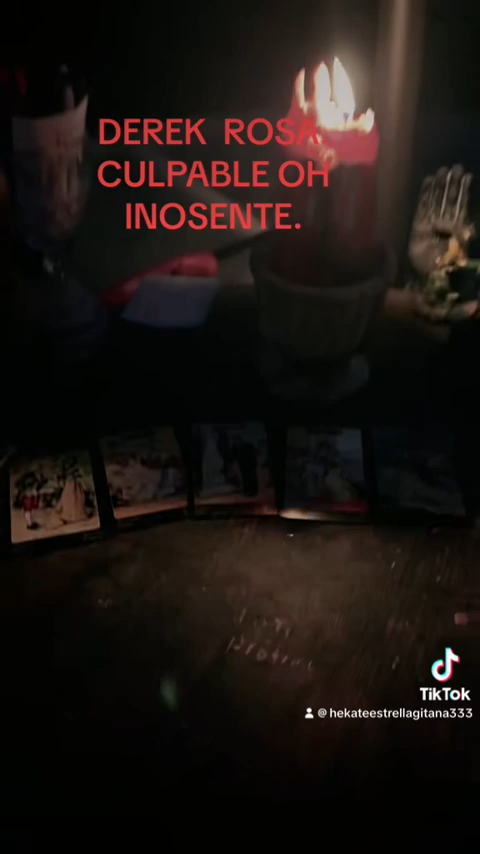 DEREK ROSA
CULPABLE OH
INOSENTE.
TikTok
@hekateestrellagitana333